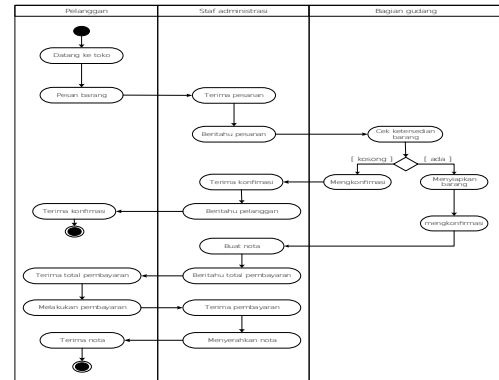 Pelanggan
Staf administrasi
Bagian gudang
Datang ke toko
Pesan barang
Terima pesanan
Beritahu pesanan
Cek ketersedian
barang
[ kosong ]
[ ada ]
Terima konfirmasi
Mengkonfirmasi
Menyiapkan
barang
Terima konfirmasi
Beritahu pelanggan
mengkonfirmasi
Buat nota
Terima total pembayaran
Beritahu total pembayaran
Melakukan pembayaran
Terima pembayaran
Terima nota
Menyerahkan nota